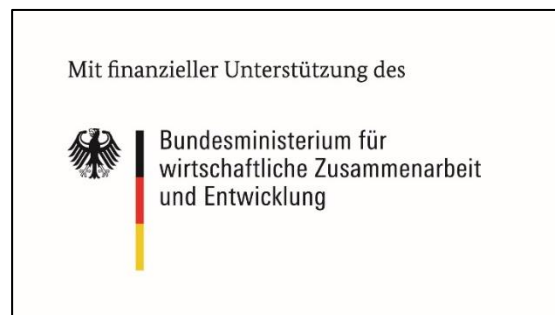 Mit finanzieller Unterstützung des
Bundesministerium für
wirtschaftliche Zusammenarbeit
und Entwicklung